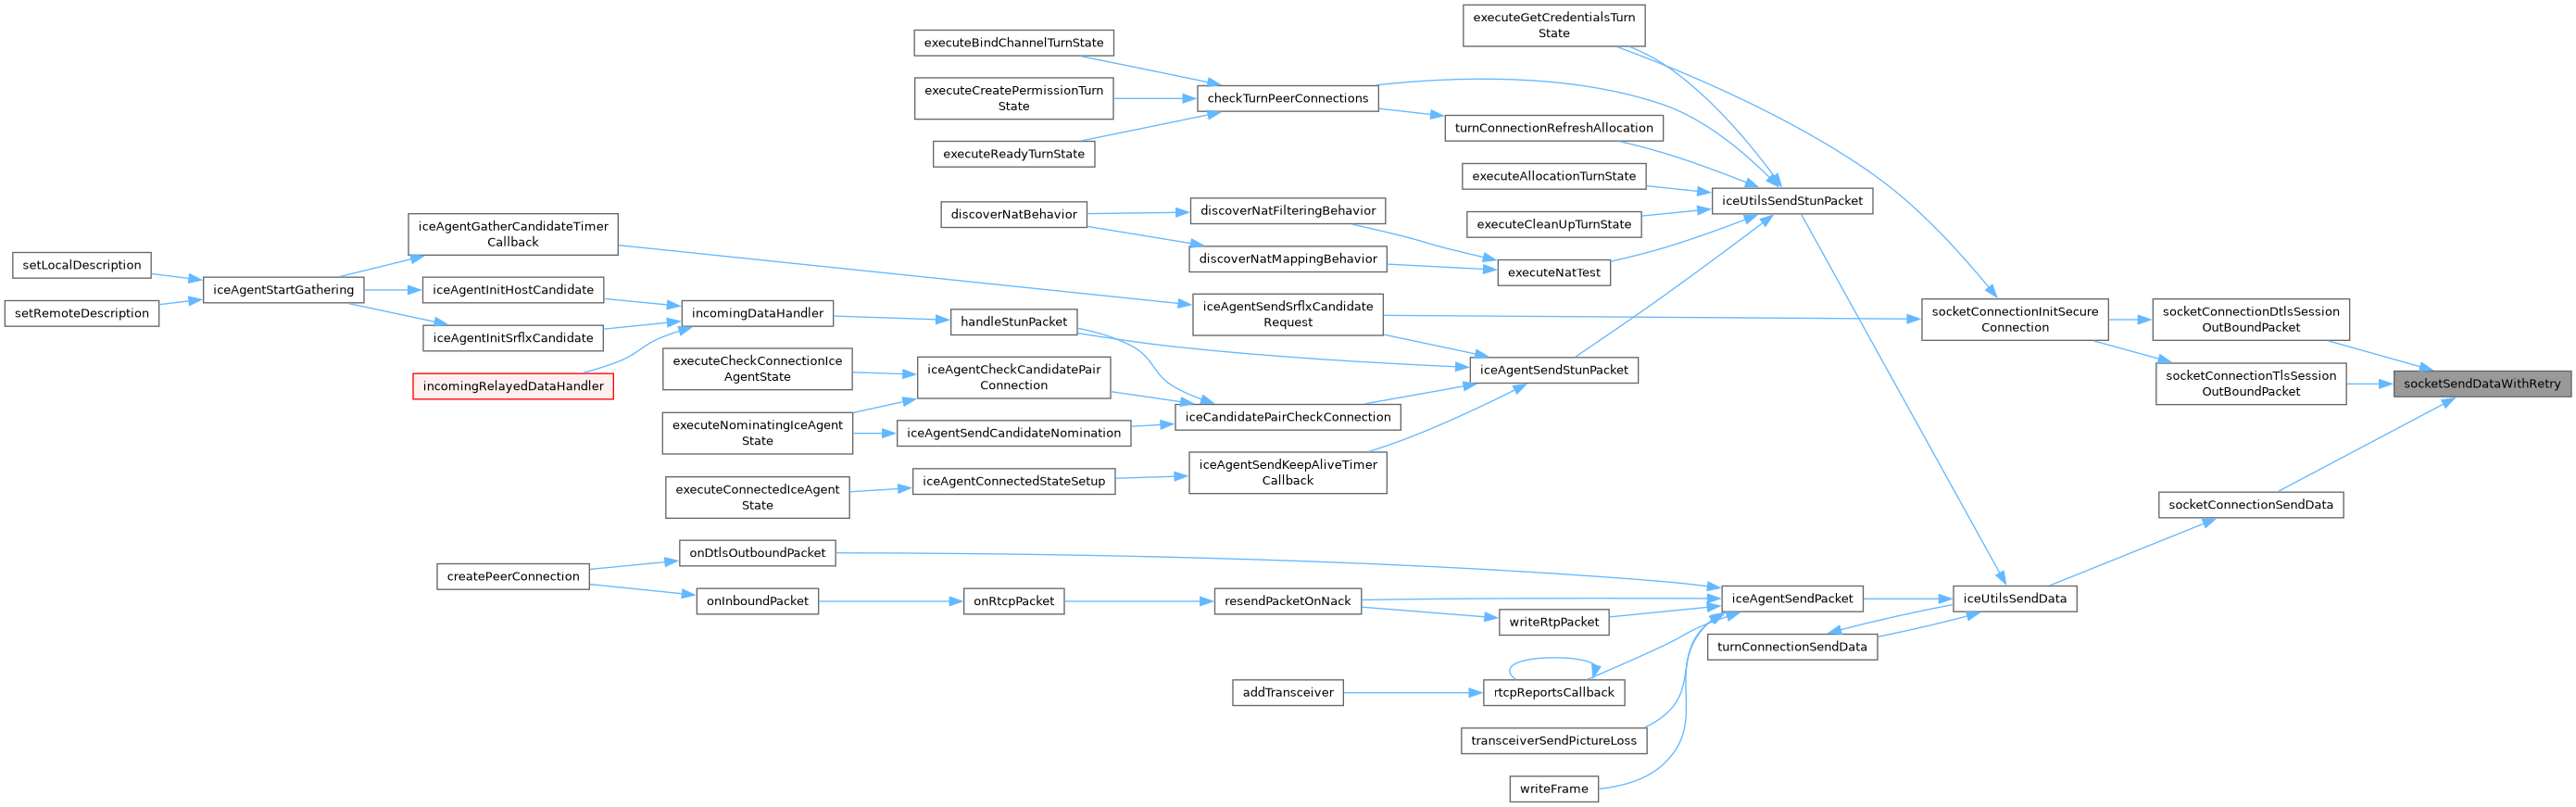 executeGetCredentialsTurn
State
executeBindChannelTurnState
executeCreatePermissionTurn
State
checkTurnPeerConnections
turnConnectionRefreshAllocation
executeReadyTurnState
executeAllocationTurnState
iceUtilsSendStunPacket
discoverNatBehavior
discoverNatFilteringBehavior
executeCleanUpTurnState
iceAgentGatherCandidateTimer
Callback
discoverNatMappingBehavior
executeNatTest
setLocalDescription
iceAgentStartGathering
iceAgentInitHostCandidate
setRemoteDescription
incomingDataHandler
handleStunPacket
iceAgentSendSrflxCandidate
Request
socketConnectionInitSecure
Connection
socketConnectionDtlsSession
OutBoundPacket
iceAgentInitSrflxCandidate
executeCheckConnectionIce
AgentState
iceAgentCheckCandidatePair
Connection
iceAgentSendStunPacket
socketConnectionTlsSession
OutBoundPacket
socketSendDataWithRetry
incomingRelayedDataHandler
iceCandidatePairCheckConnection
executeNominatingIceAgent
State
iceAgentSendCandidateNomination
iceAgentSendKeepAliveTimer
Callback
executeConnectedIceAgent
State
iceAgentConnectedStateSetup
socketConnectionSendData
onDtlsOutboundPacket
createPeerConnection
onInboundPacket
onRtcpPacket
resendPacketOnNack
iceAgentSendPacket
iceUtilsSendData
writeRtpPacket
turnConnectionSendData
addTransceiver
rtcpReportsCallback
transceiverSendPictureLoss
writeFrame